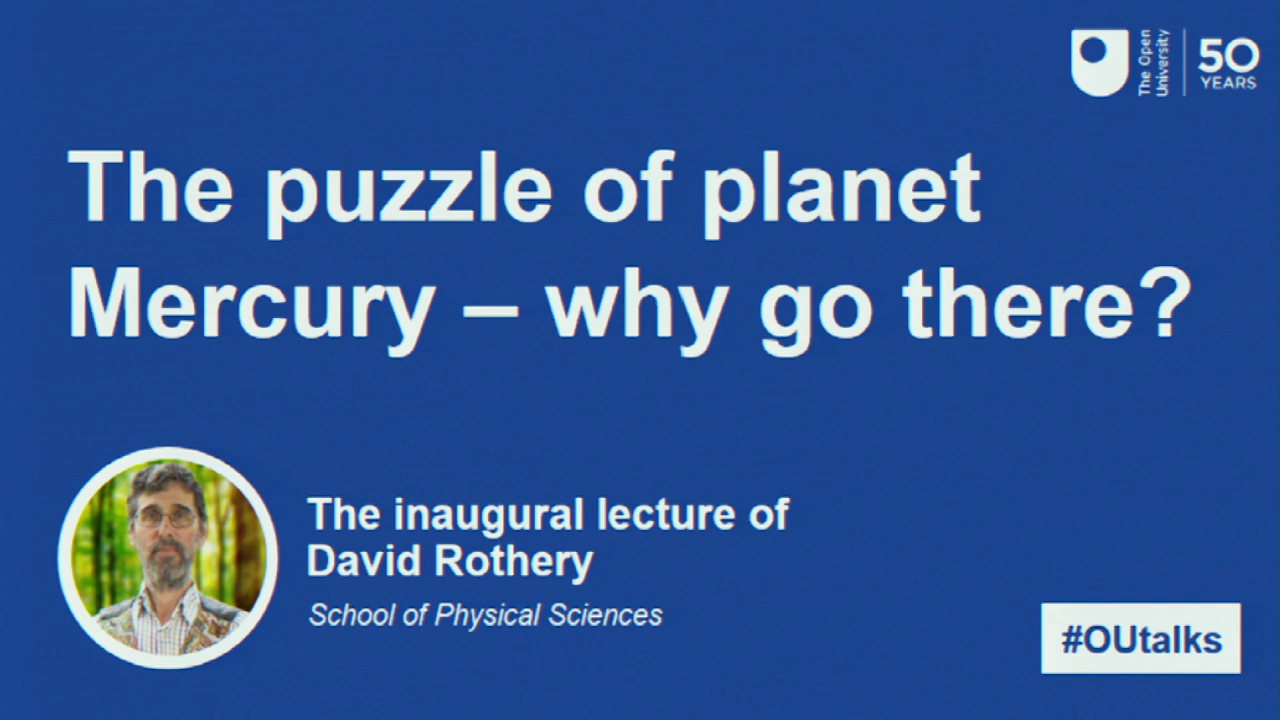 The Open
University
50
YEARS
The puzzle of planet
Mercury – why go there?
The inaugural lecture of
David Rothery
School of Physical Sciences
#OUtalks